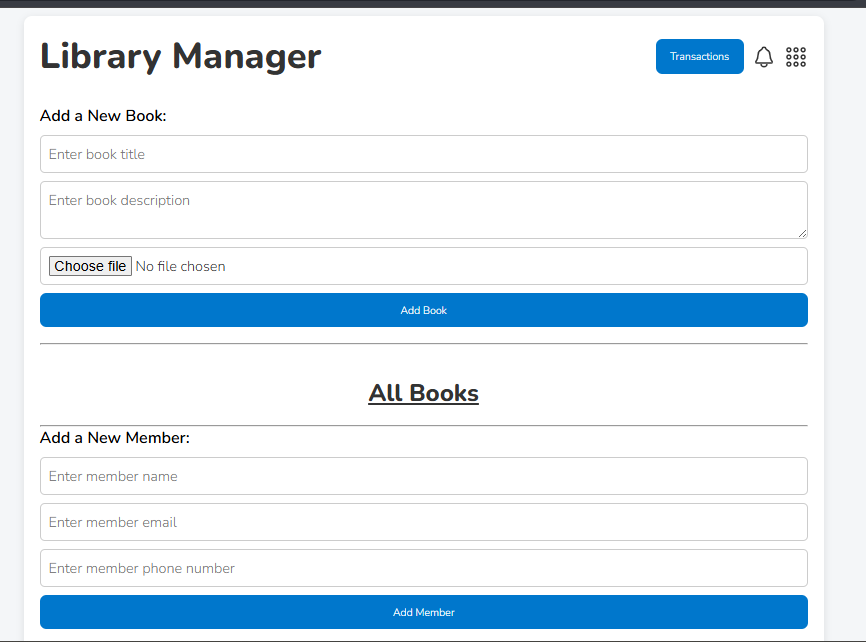 Library Manager
Transactions
Add a New Book:
Enter book title
Enter book description
Choose file No file chosen
Add Book
All Books
Add a New Member:
Enter member name
Enter member email
Enter member phone number
Add Member